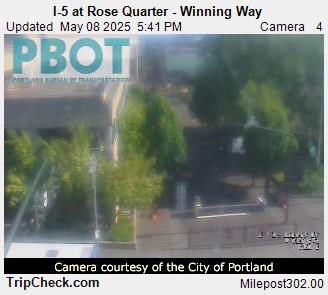 I-5 at Rose Quarter - Winning Way
Updated May 08 2025 5:41 PM Camera 4
PBOT
PORTLAND BUREAU OF TRANSPORTATION
Camera courtesy of the City of Portland
TripCheck.com Milepost302.00